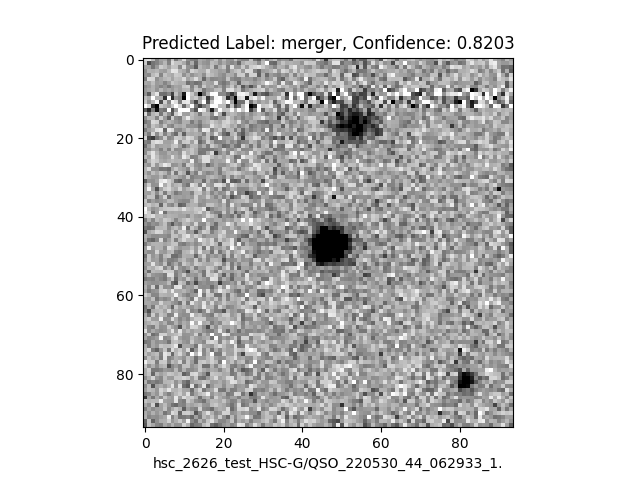 Predicted Label: merger, Confidence: 0.8203
0
20
40
60
80
0 20 40 60 80
hsc_2626_test_HSC-G/QSO_220530_44_062933_1.